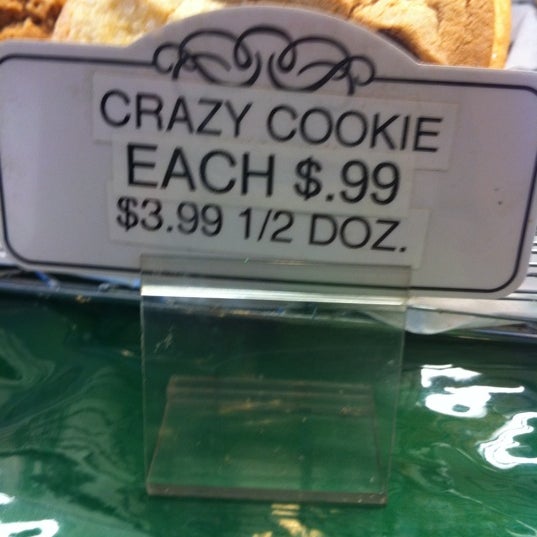 CRAZY COOKIE
EACH $.99
$3.99 1/2 DOZ.